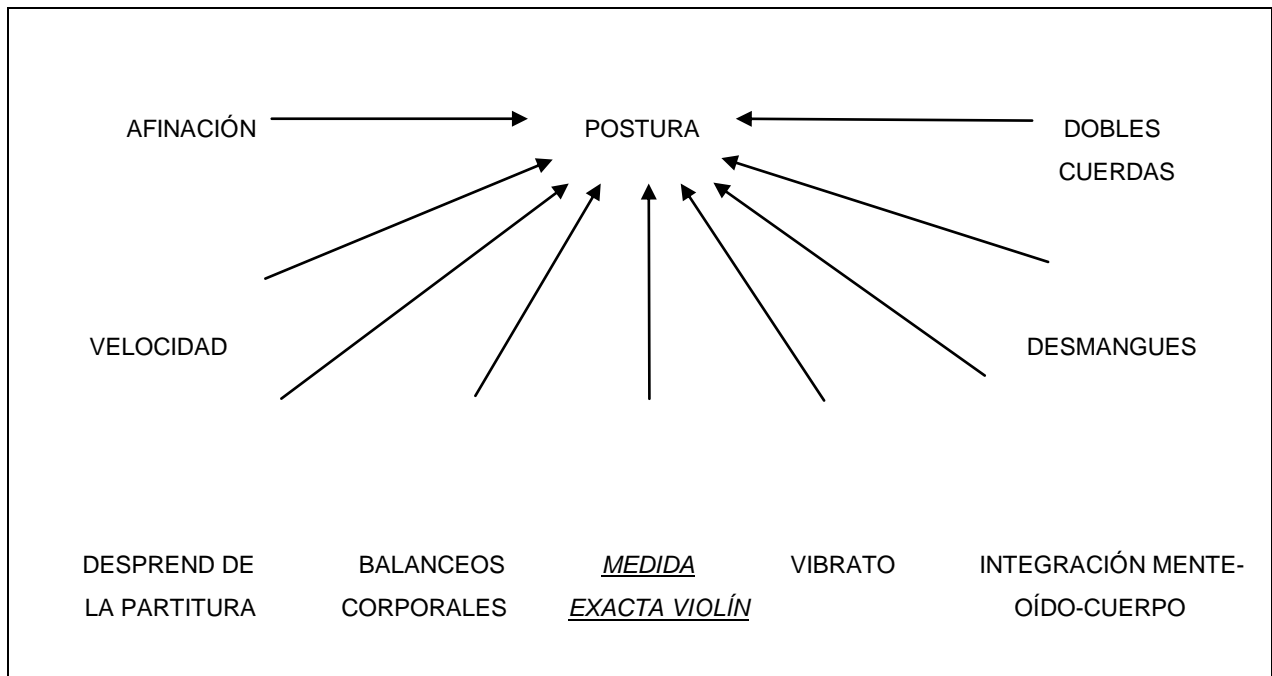 AFINACIÓN
POSTURA
DOBLES
CUERDAS
VELOCIDAD
DESMANGUES
DESPREND DE
LA PARTITURA
BALANCEOS
CORPORALES
MEDIDA
EXACTA VIOLÍN
VIBRATO
INTEGRACIÓN MENTE-
OÍDO-CUERPO